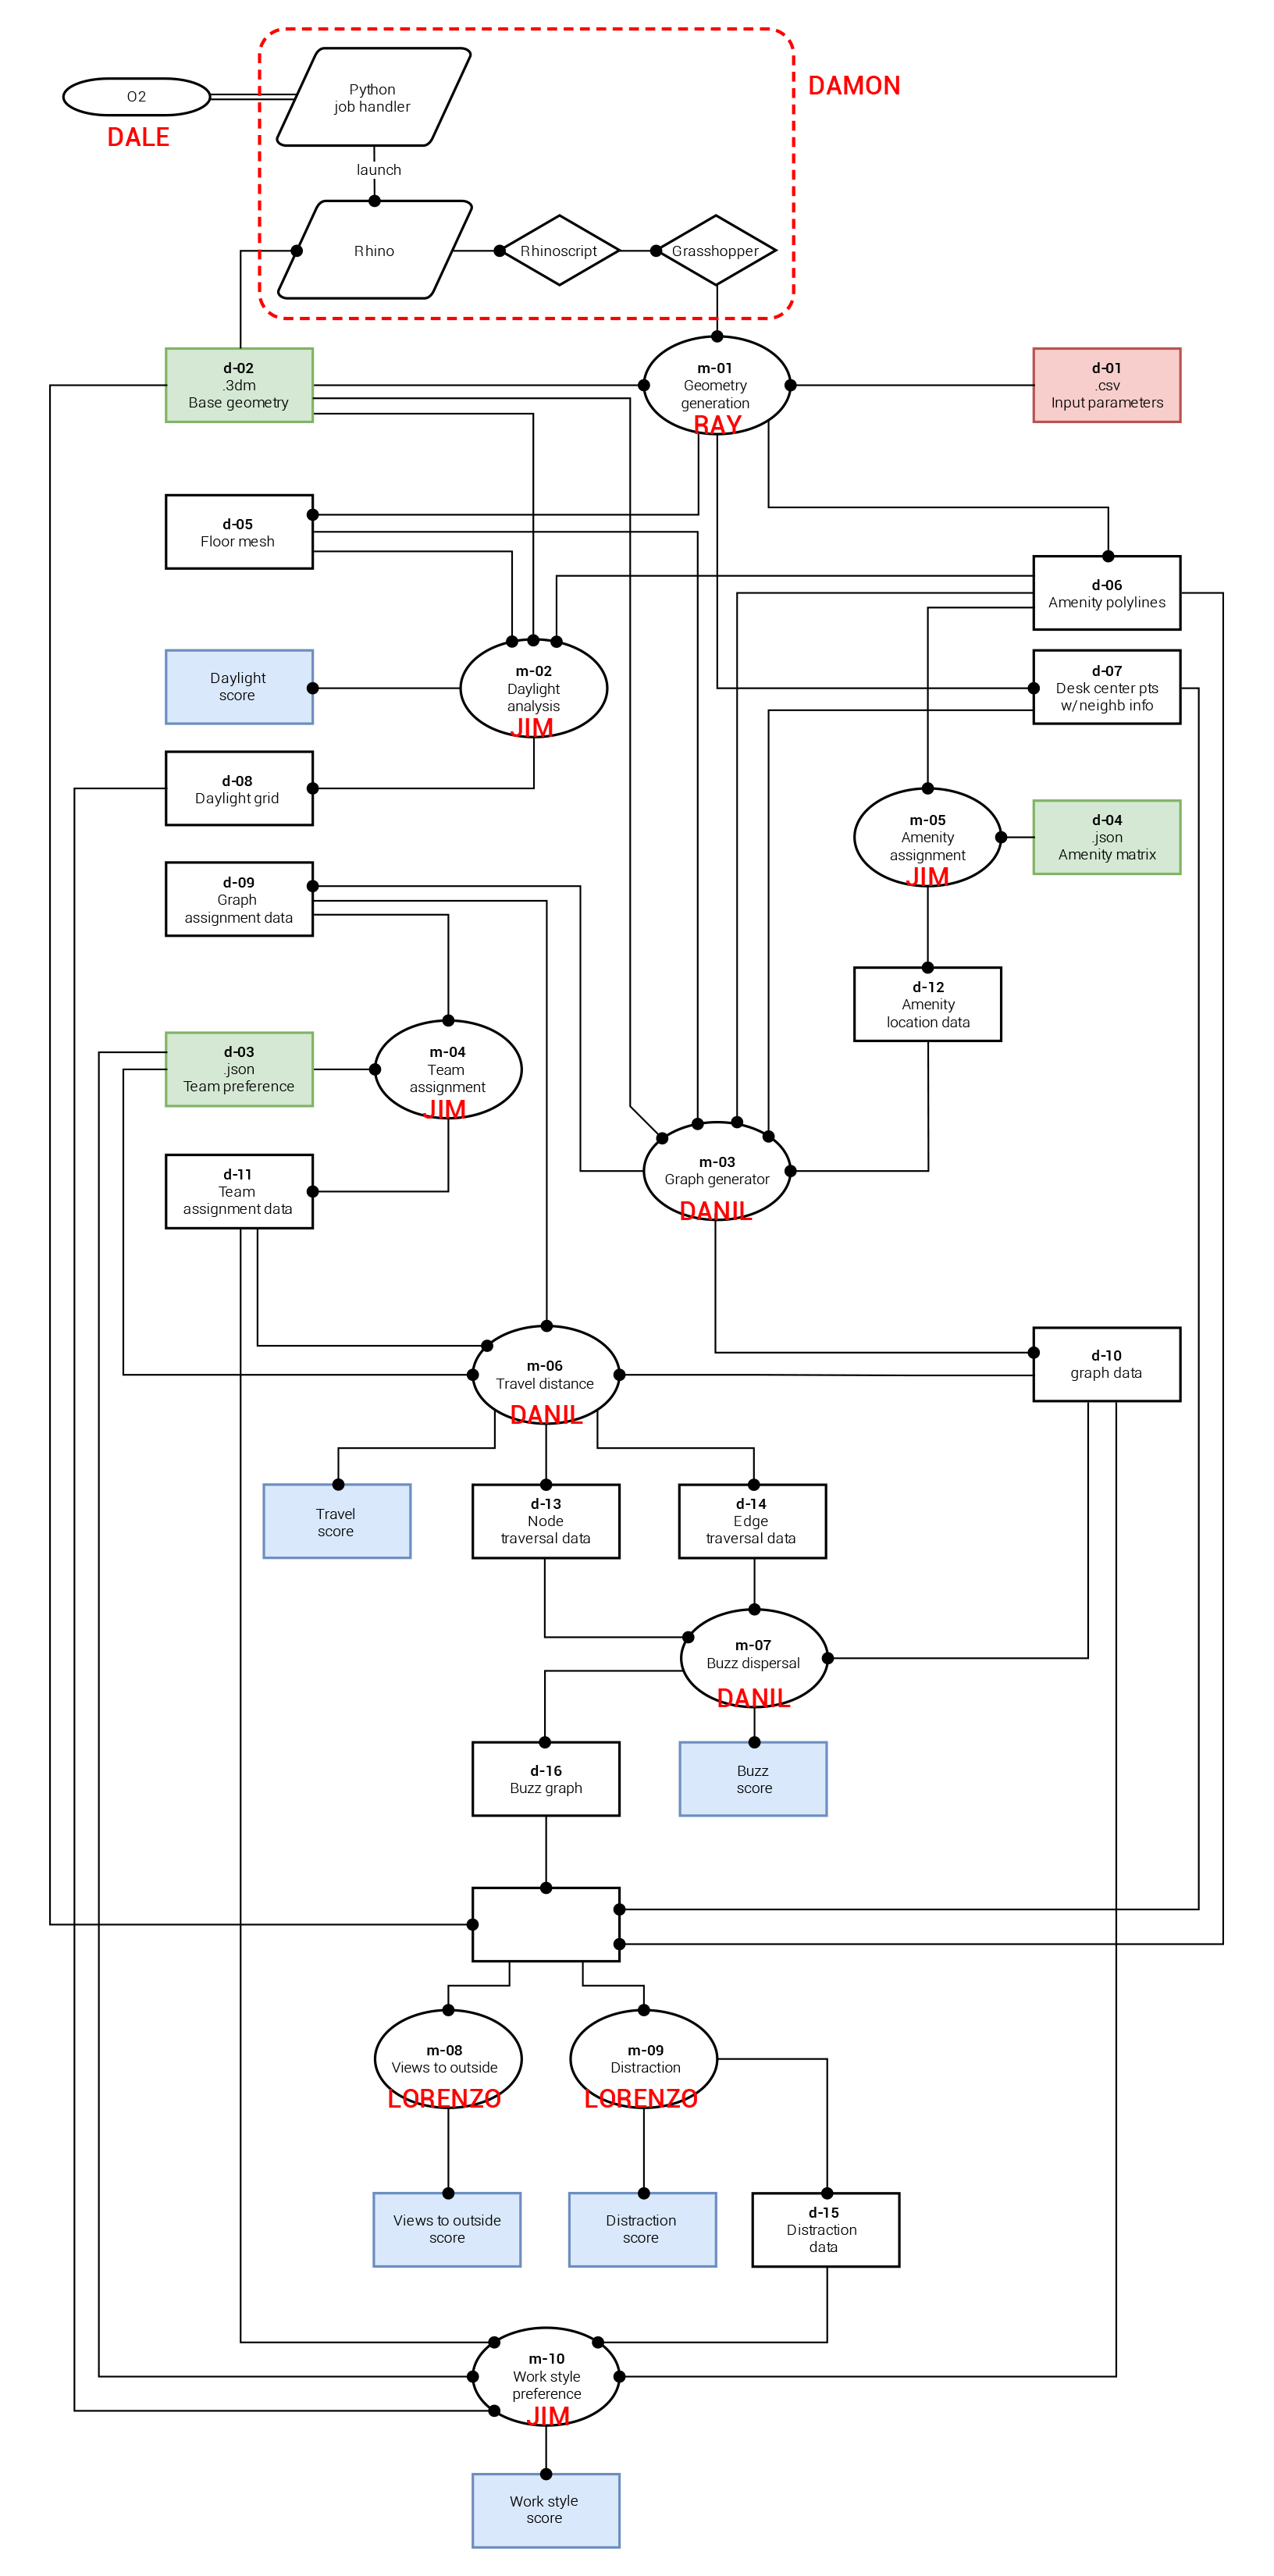 O2
DALE
Python
job handler
DAMON
launch
Rhino
Rhinoscript
Grasshopper
d-02
.3dm
Base geometry
m-01
Geometry
generation
RAY
d-01
.csv
Input parameters
d-05
Floor mesh
d-06
Amenity polylines
Daylight
score
m-02
Daylight
analysis
JIM
d-07
Desk center pts
w/neighb info
d-08
Daylight grid
m-05
Amenity
assignment
JIM
d-04
.json
Amenity matrix
d-09
Graph
assignment data
d-12
Amenity
location data
d-03
.json
Team preference
m-04
Team
assignment
JIM
d-11
Team
assignment data
m-03
Graph generator
DANIL
m-06
Travel distance
DANIL
d-10
graph data
Travel
score
d-13
Node
traversal data
d-14
Edge
traversal data
m-07
Buzz dispersal
DANIL
d-16
Buzz graph
Buzz
score
m-08
Views to outside
LORENZO
m-09
Distraction
LORENZO
Views to outside
score
Distraction
score
d-15
Distraction
data
m-10
Work style
preference
JIM
Work style
score